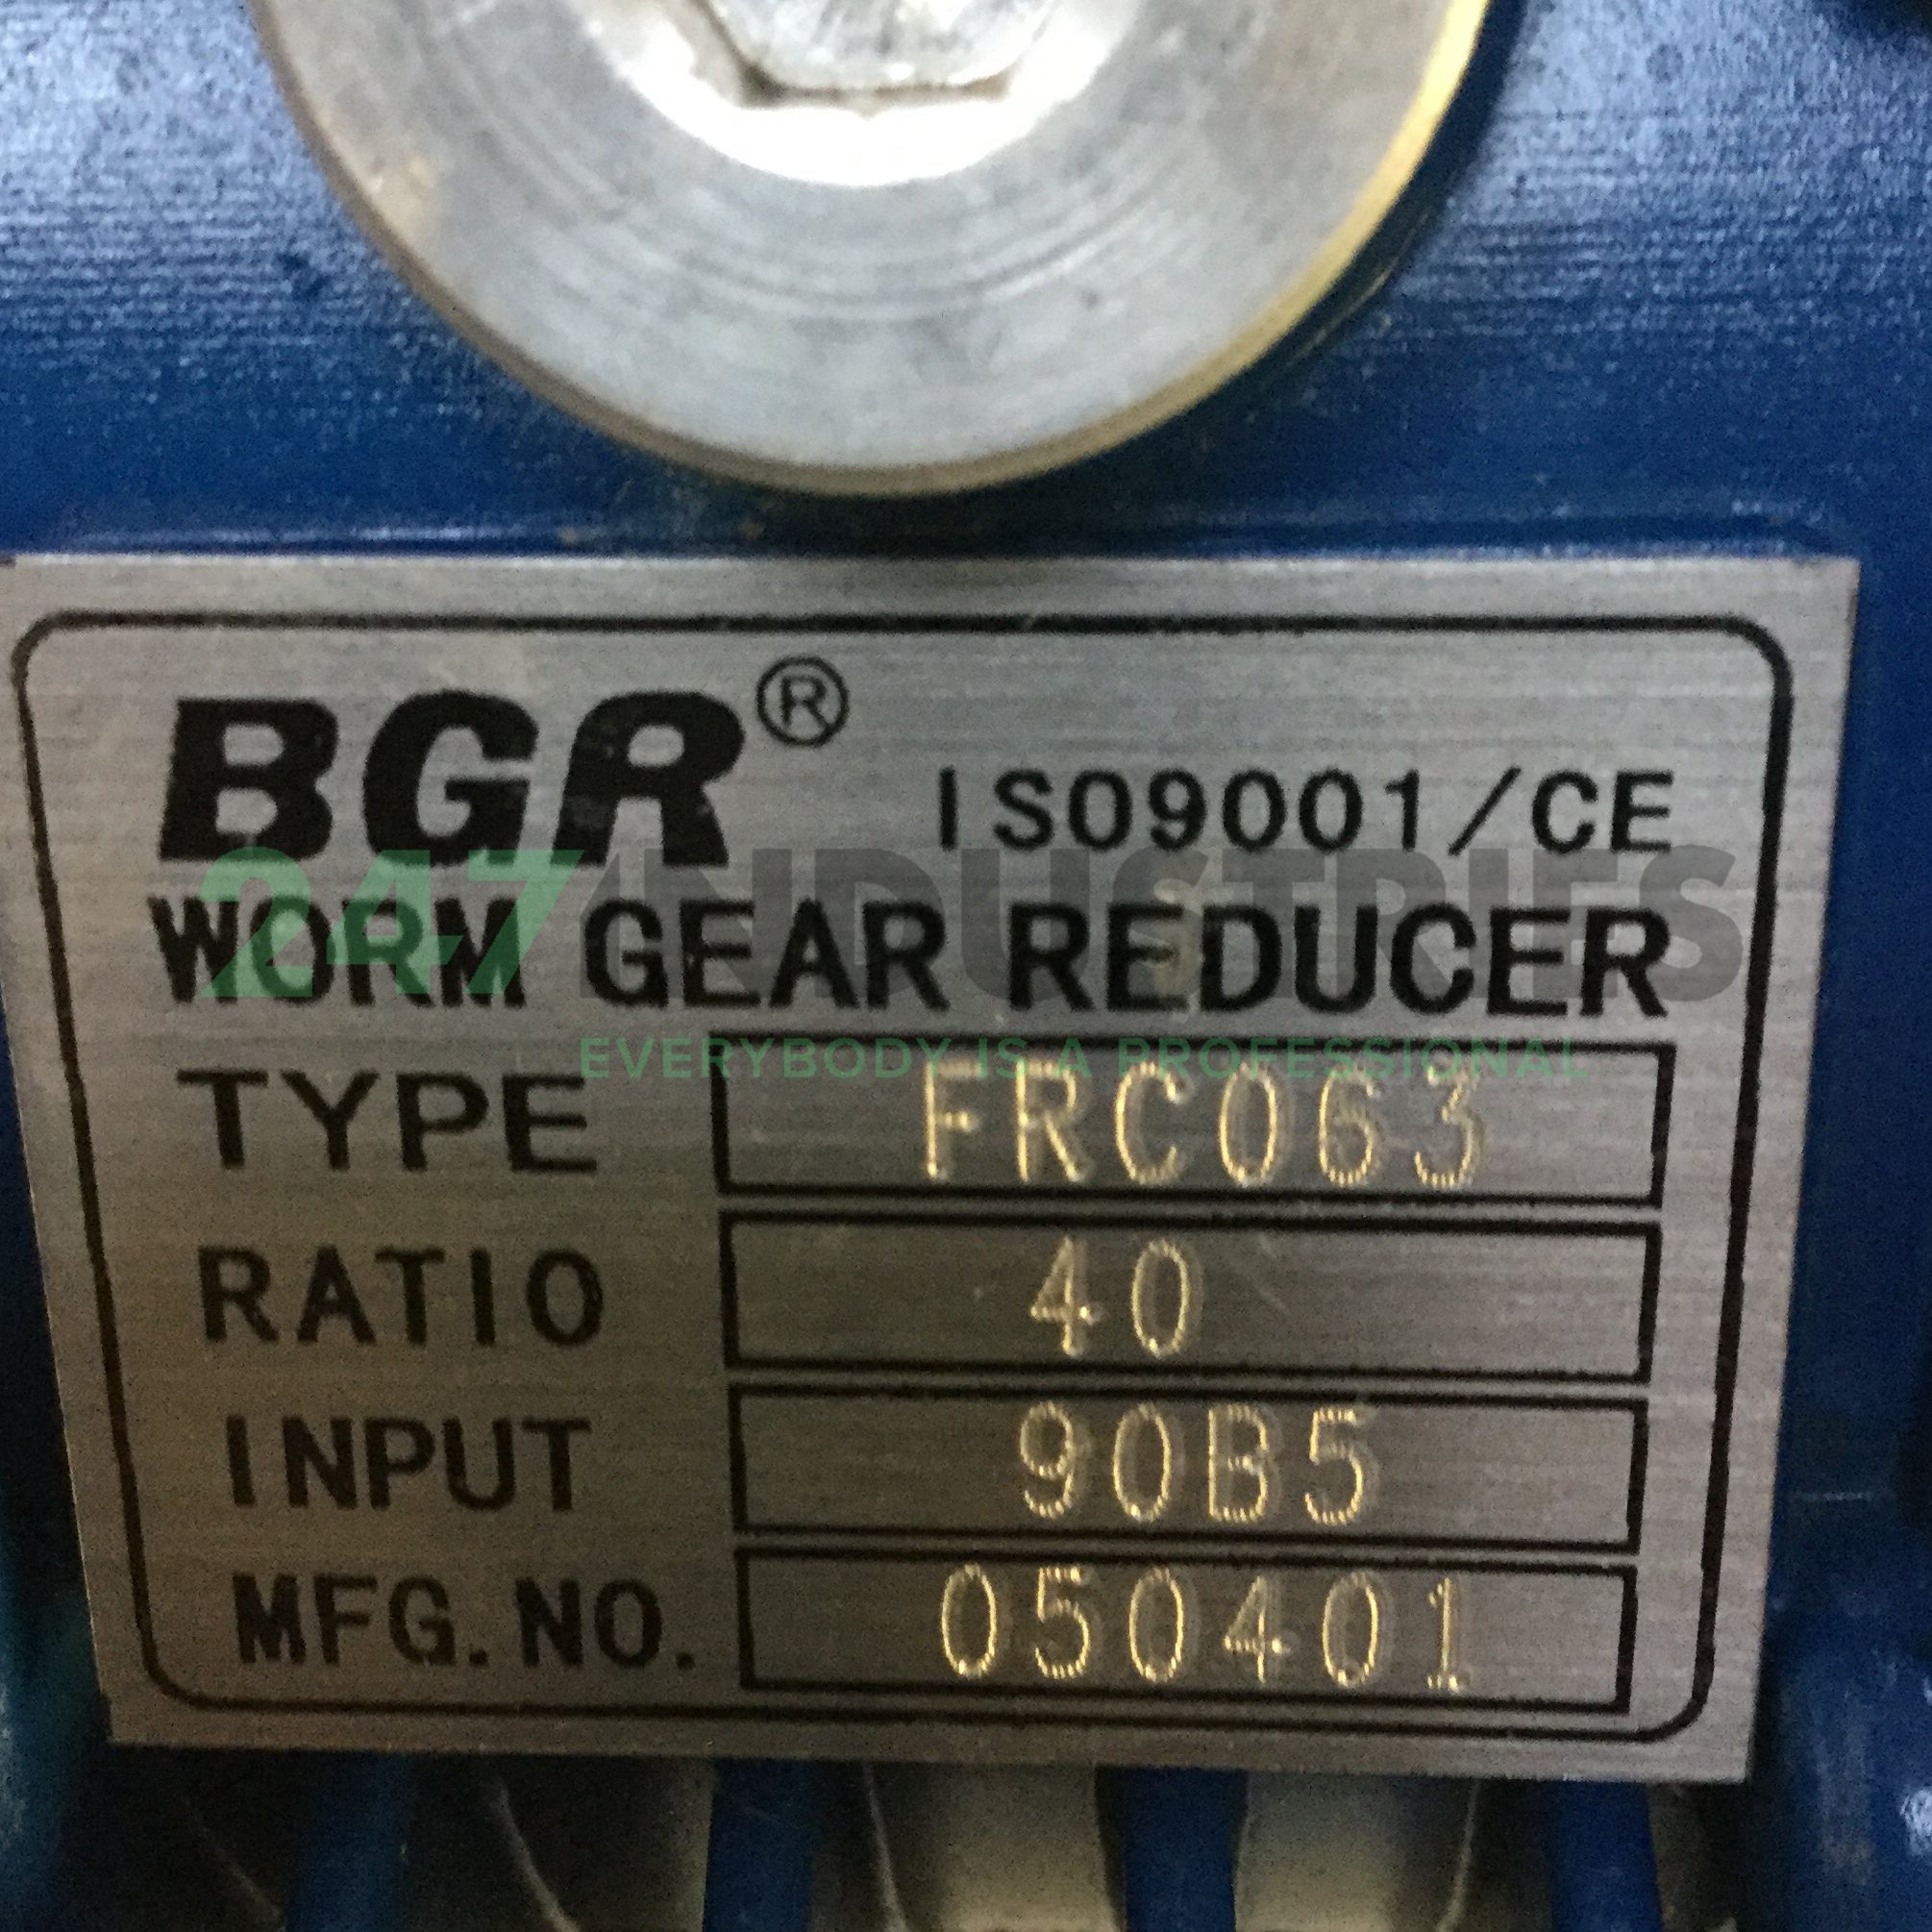 BGR®
ISO9001/CE
247 INDUSTRIES
WORM GEAR REDUCER
EVERYBODY IS A PROFESSIONAL
TYPE FRC063
RATIO 40
INPUT 90B5
MFG.NO. 050401